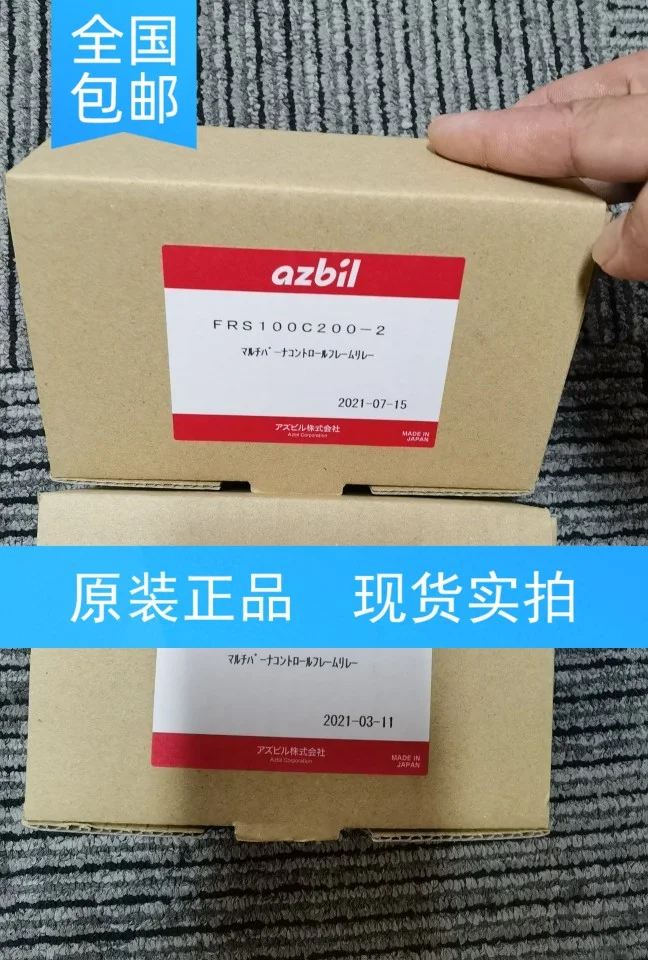 全国
包邮
azbil
FRS100C200-2
ﾏﾙﾁﾊﾞｰﾅｺﾝﾄﾛｰﾙﾌﾚｰﾑﾘﾚｰ
2021-07-15
アズビル株式会社
Azbil Corporation
MADE IN
JAPAN
原装正品 现货实拍
ﾏﾙﾁﾊﾞｰﾅｺﾝﾄﾛｰﾙﾌﾚｰﾑﾘﾚｰ
2021-03-11
アズビル株式会社
Azbil Corporation
MADE IN
JAPAN